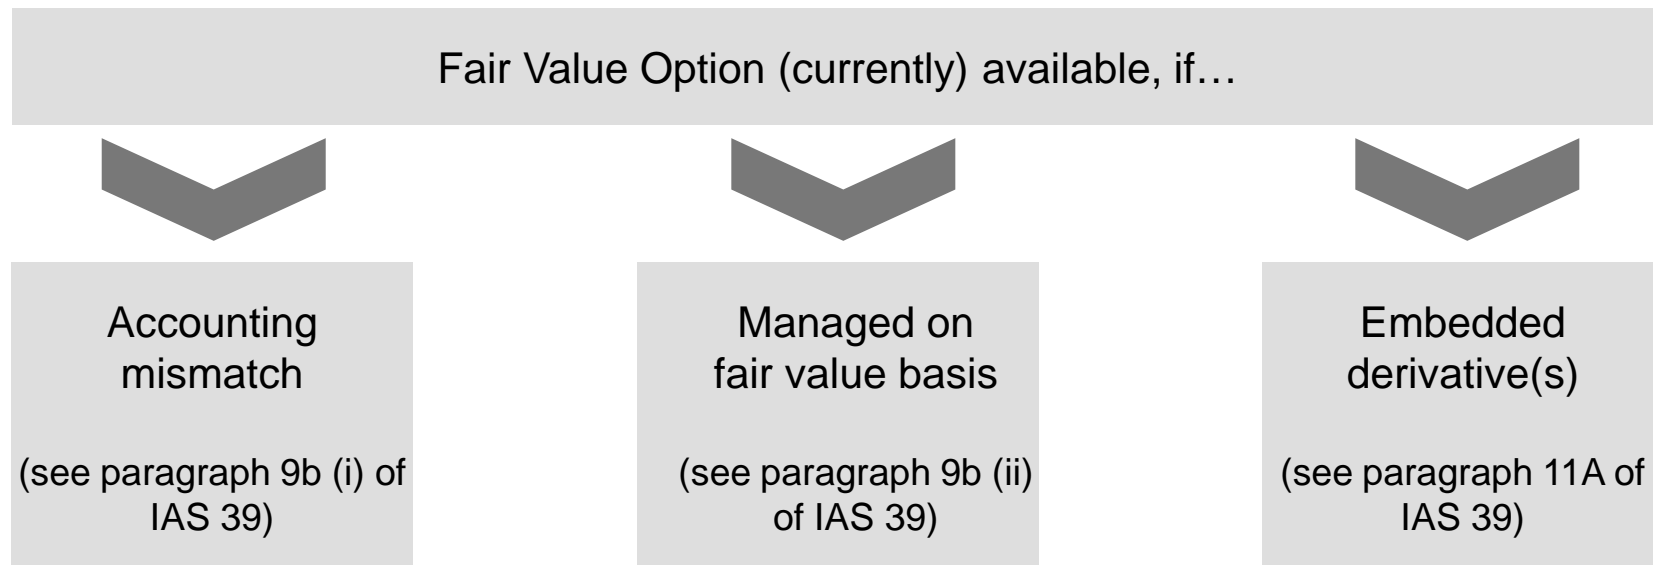 Fair Value Option (currently) available, if…
Accounting
mismatch
(see paragraph 9b (i) of
IAS 39)
Managed on
fair value basis
(see paragraph 9b (ii)
of IAS 39)
Embedded
derivative(s)
(see paragraph 11A of
IAS 39)